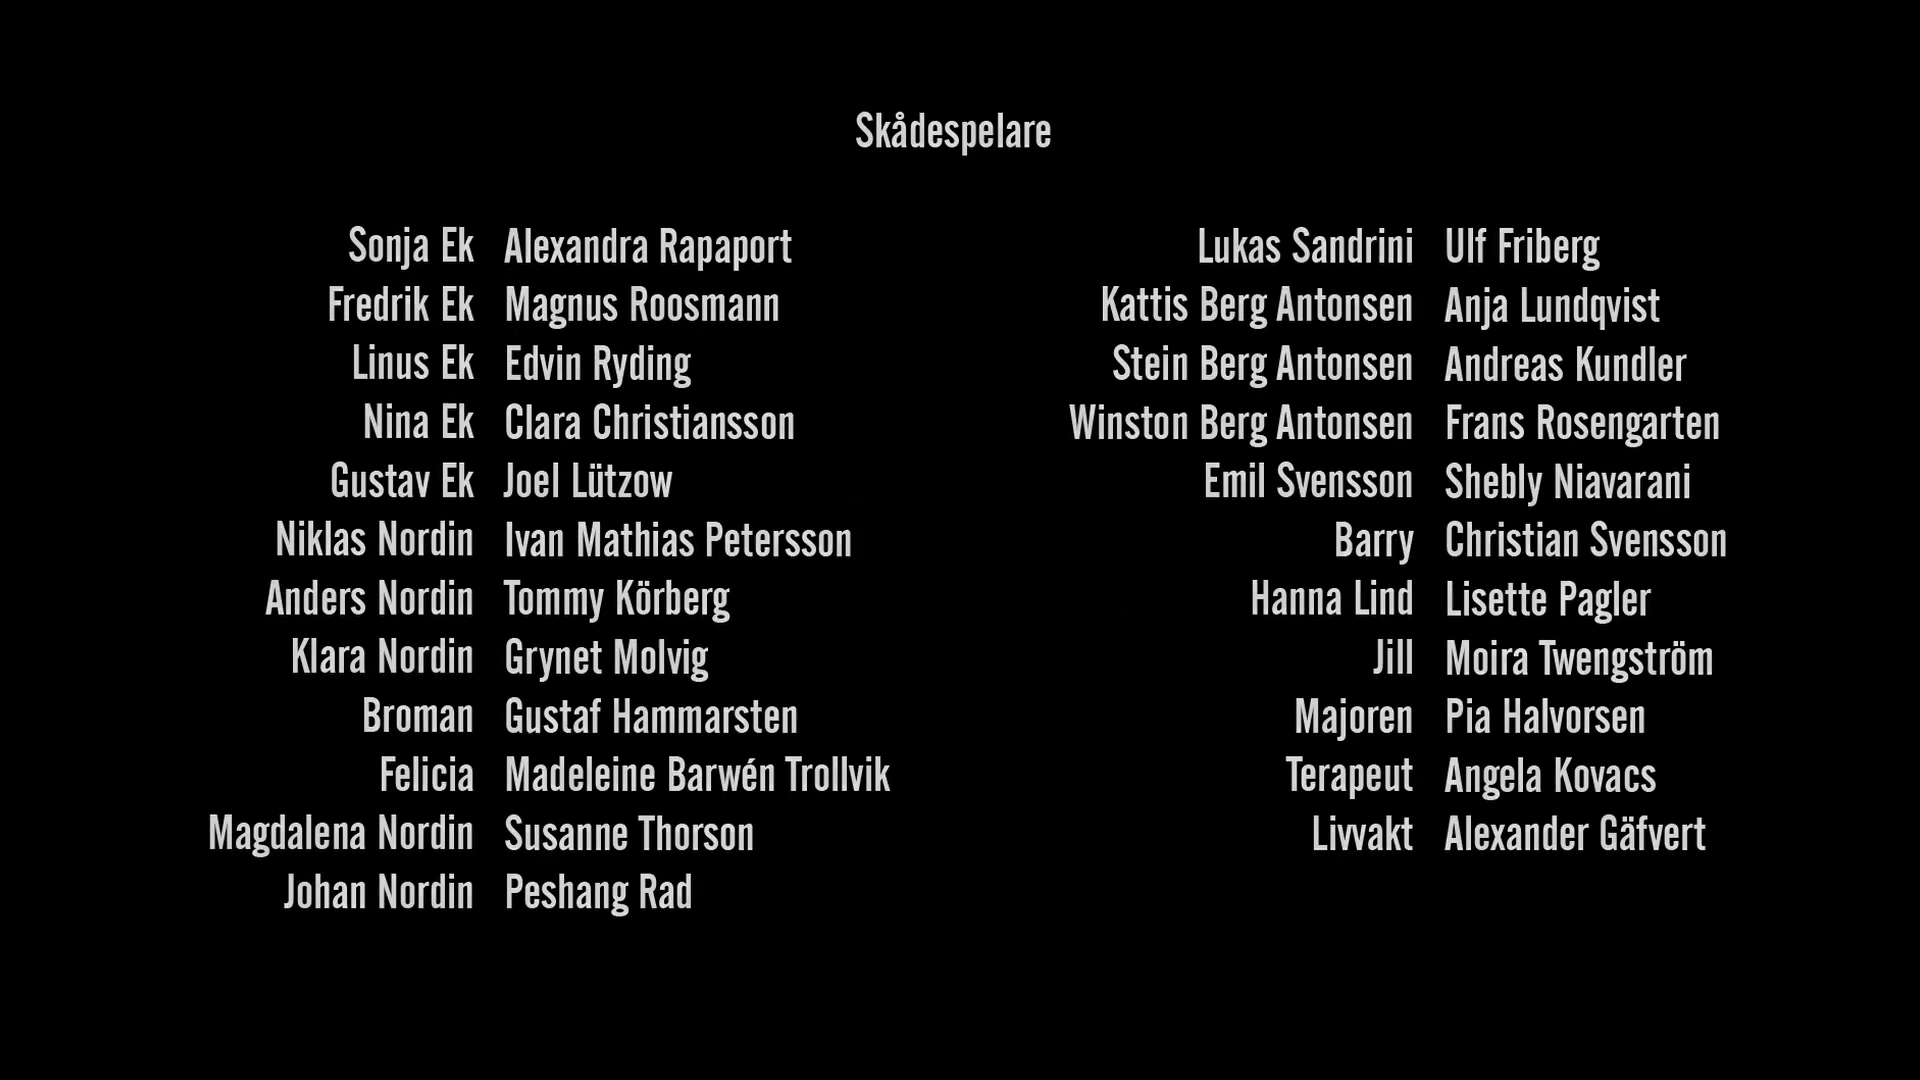 Skådespelare
Sonja Ek Alexandra Rapaport
Fredrik Ek Magnus Roosmann
Linus Ek Edvin Ryding
Nina Ek Clara Christiansson
Gustav Ek Joel Lützow
Niklas Nordin Ivan Mathias Petersson
Anders Nordin Tommy Körberg
Klara Nordin Grynet Molvig
Broman Gustaf Hammarsten
Felicia Madeleine Barwén Trollvik
Magdalena Nordin Susanne Thorson
Johan Nordin Peshang Rad
Lukas Sandrini Ulf Friberg
Kattis Berg Antonsen Anja Lundqvist
Stein Berg Antonsen Andreas Kundler
Winston Berg Antonsen Frans Rosengarten
Emil Svensson Shebly Niavarani
Barry Christian Svensson
Hanna Lind Lisette Pagler
Jill Moira Twengström
Majoren Pia Halvorsen
Terapeut Angela Kovacs
Livvakt Alexander Gäfvert